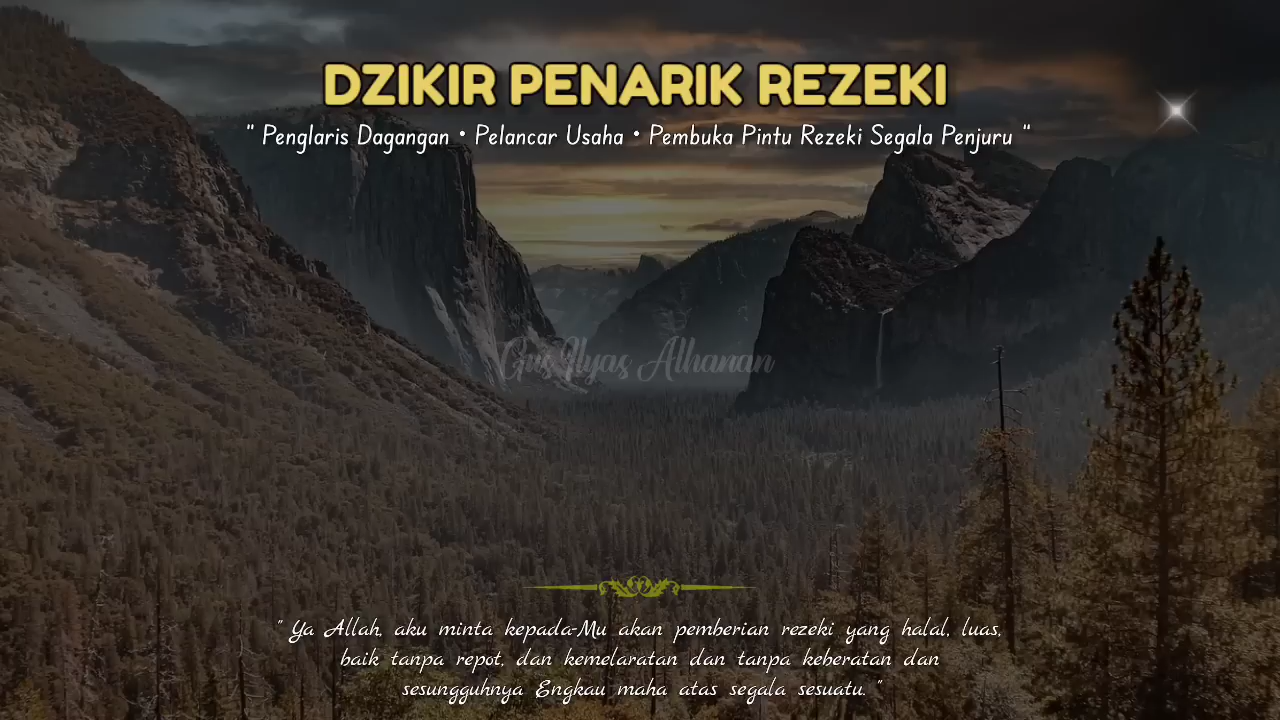 DZIKIR PENARIK REZEKI
" Penglaris Dagangan • Pelancar Usaha • Pembuka Pintu Rezeki Segala Penjuru "
Gus Ilyas Alhanan
" Ya Allah, aku minta kepada-Mu akan pemberian rezeki yang halal, luas,
baik tanpa repot, dan kemelaratan dan tanpa keberatan dan
sesungguhnya Engkau maha atas segala sesuatu. "